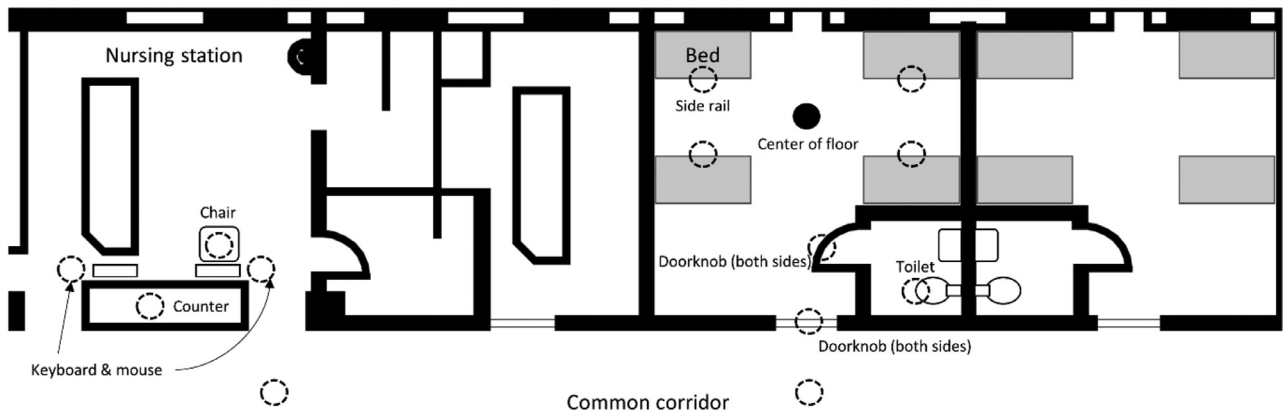 Nursing station
Bed
Side rail
Center of floor
Chair
Doorknob (both sides)
Toilet
Counter
Doorknob (both sides)
Keyboard & mouse
Common corridor